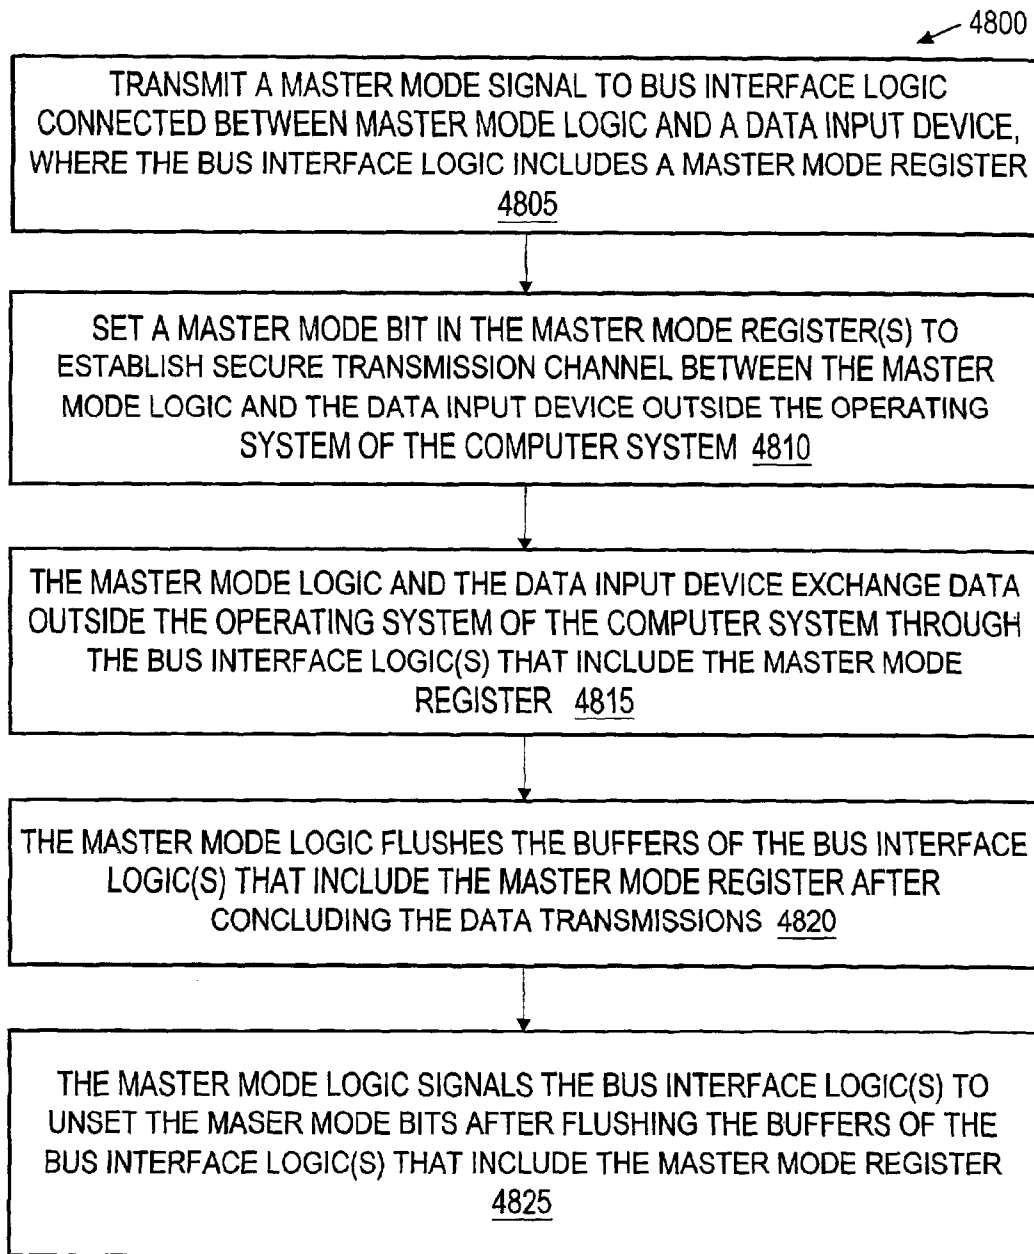 4800
TRANSMIT A MASTER MODE SIGNAL TO BUS INTERFACE LOGIC
CONNECTED BETWEEN MASTER MODE LOGIC AND A DATA INPUT DEVICE,
WHERE THE BUS INTERFACE LOGIC INCLUDES A MASTER MODE REGISTER
4805
SET A MASTER MODE BIT IN THE MASTER MODE REGISTER(S) TO
ESTABLISH SECURE TRANSMISSION CHANNEL BETWEEN THE MASTER
MODE LOGIC AND THE DATA INPUT DEVICE OUTSIDE THE OPERATING
SYSTEM OF THE COMPUTER SYSTEM 4810
THE MASTER MODE LOGIC AND THE DATA INPUT DEVICE EXCHANGE DATA
OUTSIDE THE OPERATING SYSTEM OF THE COMPUTER SYSTEM THROUGH
THE BUS INTERFACE LOGIC(S) THAT INCLUDE THE MASTER MODE
REGISTER 4815
THE MASTER MODE LOGIC FLUSHES THE BUFFERS OF THE BUS INTERFACE
LOGIC(S) THAT INCLUDE THE MASTER MODE REGISTER AFTER
CONCLUDING THE DATA TRANSMISSIONS 4820
THE MASTER MODE LOGIC SIGNALS THE BUS INTERFACE LOGIC(S) TO
UNSET THE MASER MODE BITS AFTER FLUSHING THE BUFFERS OF THE
BUS INTERFACE LOGIC(S) THAT INCLUDE THE MASTER MODE REGISTER
4825